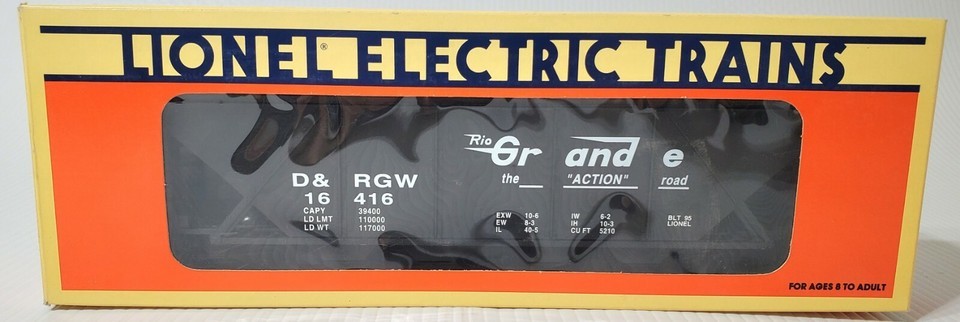 LIONEL® ELECTRIC TRAINS
Rio Grande
the "ACTION" road
D& RGW
16 416
CAPY 39400
LD LMT 110000
LD WT 117000
EXW 10-6
EW 8-3
IL 40-5
IW 6-2
IH 10-3
CU FT 5210
BLT 95
LIONEL
FOR AGES 8 TO ADULT